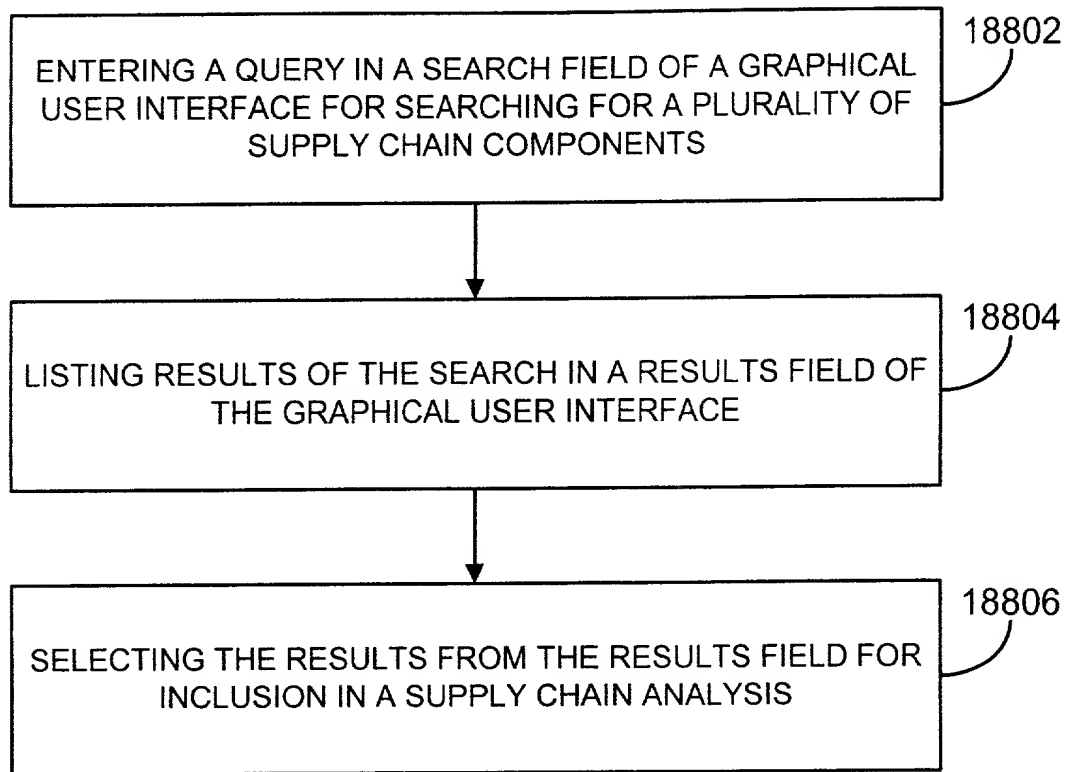 18802
ENTERING A QUERY IN A SEARCH FIELD OF A GRAPHICAL
USER INTERFACE FOR SEARCHING FOR A PLURALITY OF
SUPPLY CHAIN COMPONENTS
18804
LISTING RESULTS OF THE SEARCH IN A RESULTS FIELD OF
THE GRAPHICAL USER INTERFACE
18806
SELECTING THE RESULTS FROM THE RESULTS FIELD FOR
INCLUSION IN A SUPPLY CHAIN ANALYSIS